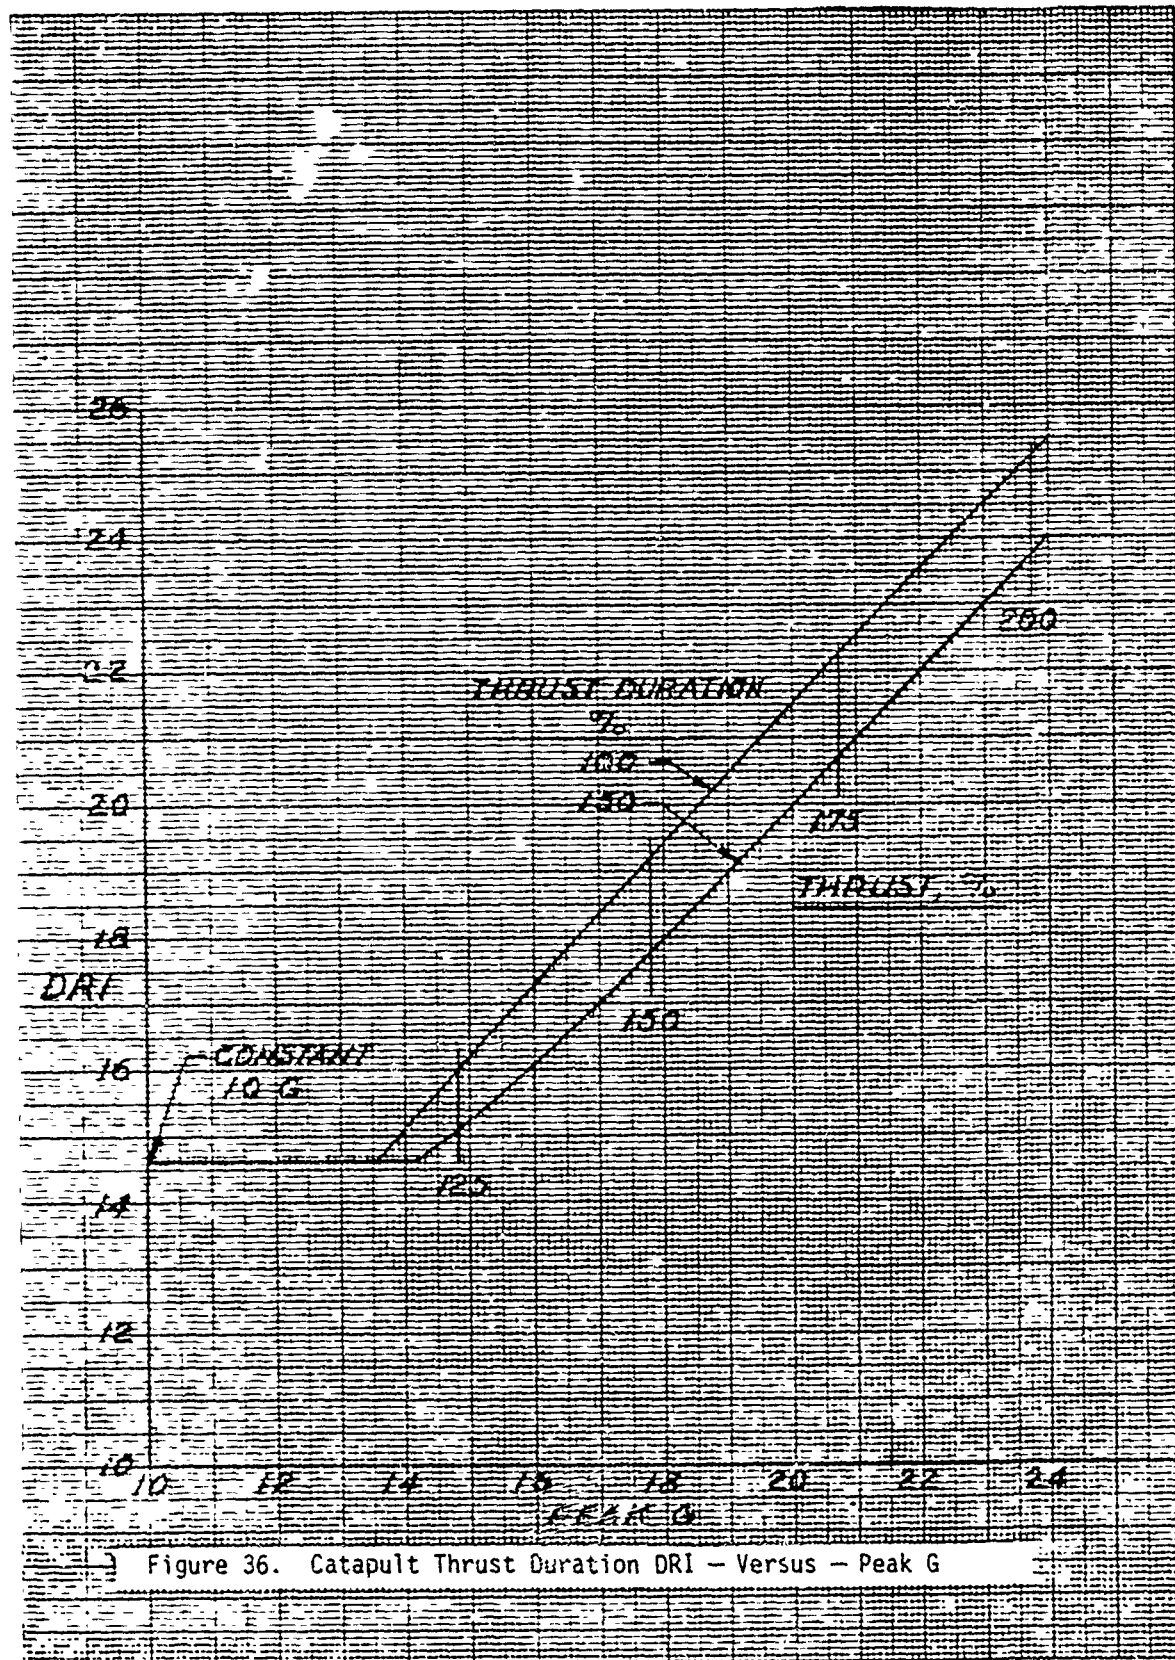 26
24
22
THRUST DURATION
%
100
150
20
200
175
THRUST, %
18
DRI
150
CONSTANT
10 G
16
125
14
12
10
10 12 14 16 18 20 22 24
PEAK G
Figure 36. Catapult Thrust Duration DRI — Versus — Peak G